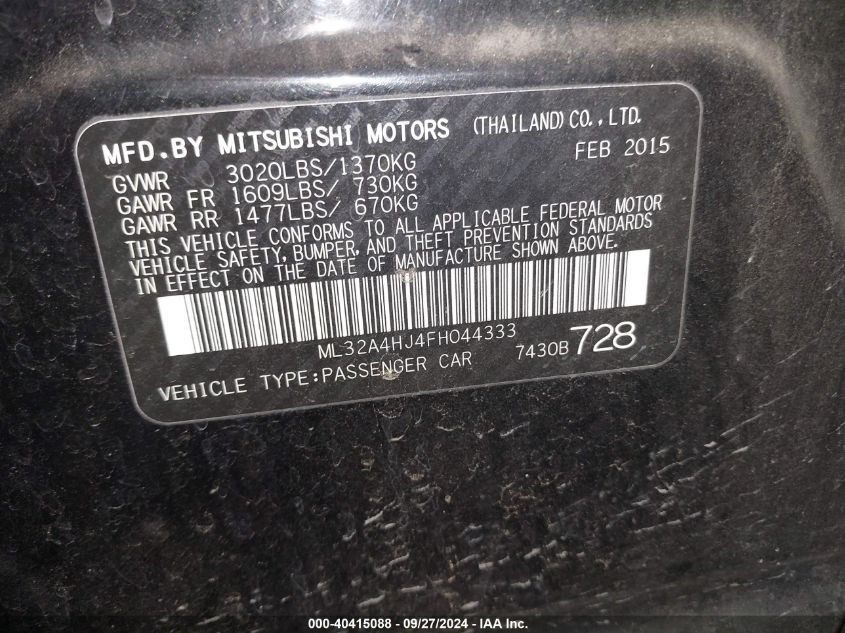 MFD.BY MITSUBISHI MOTORS (THAILAND)CO.,LTD.
GVWR 3020LBS/1370KG FEB 2015
GAWR FR 1609LBS/ 730KG
GAWR RR 1477LBS/ 670KG
THIS VEHICLE CONFORMS TO ALL APPLICABLE FEDERAL MOTOR
VEHICLE SAFETY, BUMPER, AND THEFT PREVENTION STANDARDS
IN EFFECT ON THE DATE OF MANUFACTURE SHOWN ABOVE.
ML32A4HJ4FH044333
VEHICLE TYPE:PASSENGER CAR 7430B 728
000-40415088 - 09/27/2024 - IAA Inc.